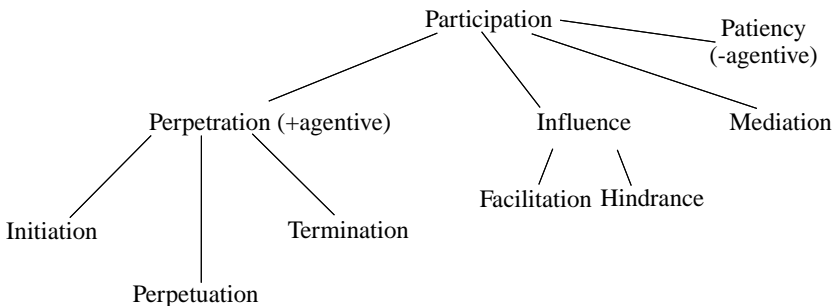 Participation
Patiency
(-agentive)
Perpetration (+agentive)
Influence
Mediation
Facilitation
Hindrance
Initiation
Termination
Perpetuation